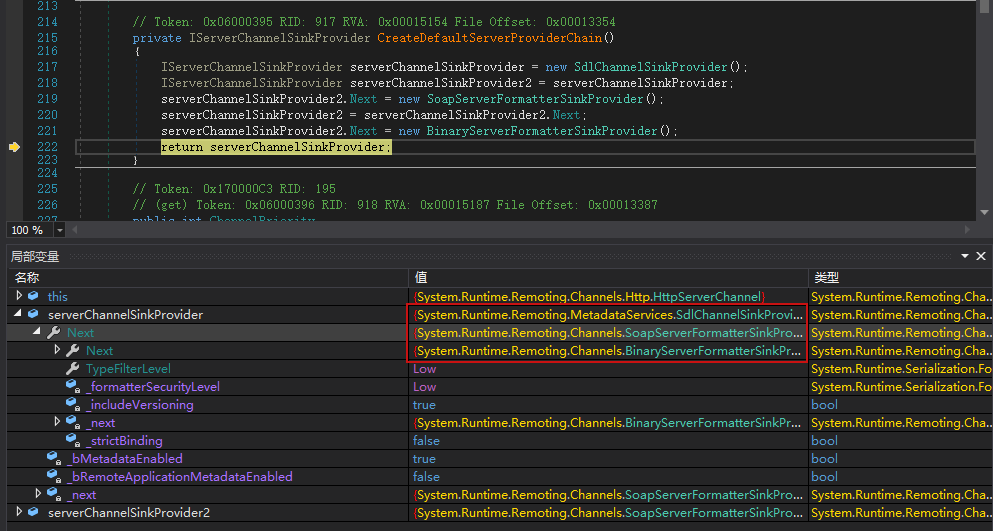 213
214 // Token: 0x06000395 RID: 917 RVA: 0x00015154 File Offset: 0x00013354
215 private IServerChannelSinkProvider CreateDefaultServerProviderChain()
216 {
217 IServerChannelSinkProvider serverChannelSinkProvider = new SdlChannelSinkProvider();
218 IServerChannelSinkProvider serverChannelSinkProvider2 = serverChannelSinkProvider;
219 serverChannelSinkProvider2.Next = new SoapServerFormatterSinkProvider();
220 serverChannelSinkProvider2 = serverChannelSinkProvider2.Next;
221 serverChannelSinkProvider2.Next = new BinaryServerFormatterSinkProvider();
222 return serverChannelSinkProvider;
223 }
224
225 // Token: 0x170000C3 RID: 195
226 // (get) Token: 0x06000396 RID: 918 RVA: 0x00015187 File Offset: 0x00013387
227 public int ChannelPriority
100 %
局部变量
名称 值 类型
this {System.Runtime.Remoting.Channels.Http.HttpServerChannel} System.Runtime.Remoting.Cha...
serverChannelSinkProvider {System.Runtime.Remoting.MetadataServices.SdlChannelSinkProvi... System.Runtime.Remoting.Cha...
Next {System.Runtime.Remoting.Channels.SoapServerFormatterSinkPro... System.Runtime.Remoting.Cha...
Next {System.Runtime.Remoting.Channels.BinaryServerFormatterSinkPr... System.Runtime.Remoting.Cha...
TypeFilterLevel Low System.Runtime.Serialization.Fo...
_formatterSecurityLevel Low System.Runtime.Serialization.Fo...
_includeVersioning true bool
_next {System.Runtime.Remoting.Channels.BinaryServerFormatterSinkPr... System.Runtime.Remoting.Cha...
_strictBinding false bool
_bMetadataEnabled true bool
_bRemoteApplicationMetadataEnabled false bool
_next {System.Runtime.Remoting.Channels.SoapServerFormatterSinkPro... System.Runtime.Remoting.Cha...
serverChannelSinkProvider2 {System.Runtime.Remoting.Channels.SoapServerFormatterSinkPro... System.Runtime.Remoting.Cha...